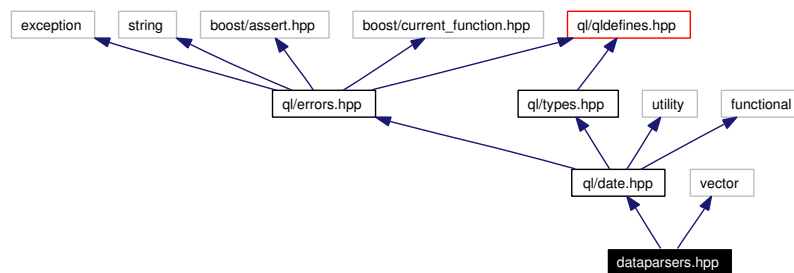 exception
string
boost/assert.hpp
boost/current_function.hpp
ql/qldefines.hpp
ql/errors.hpp
ql/types.hpp
utility
functional
ql/date.hpp
vector
dataparsers.hpp